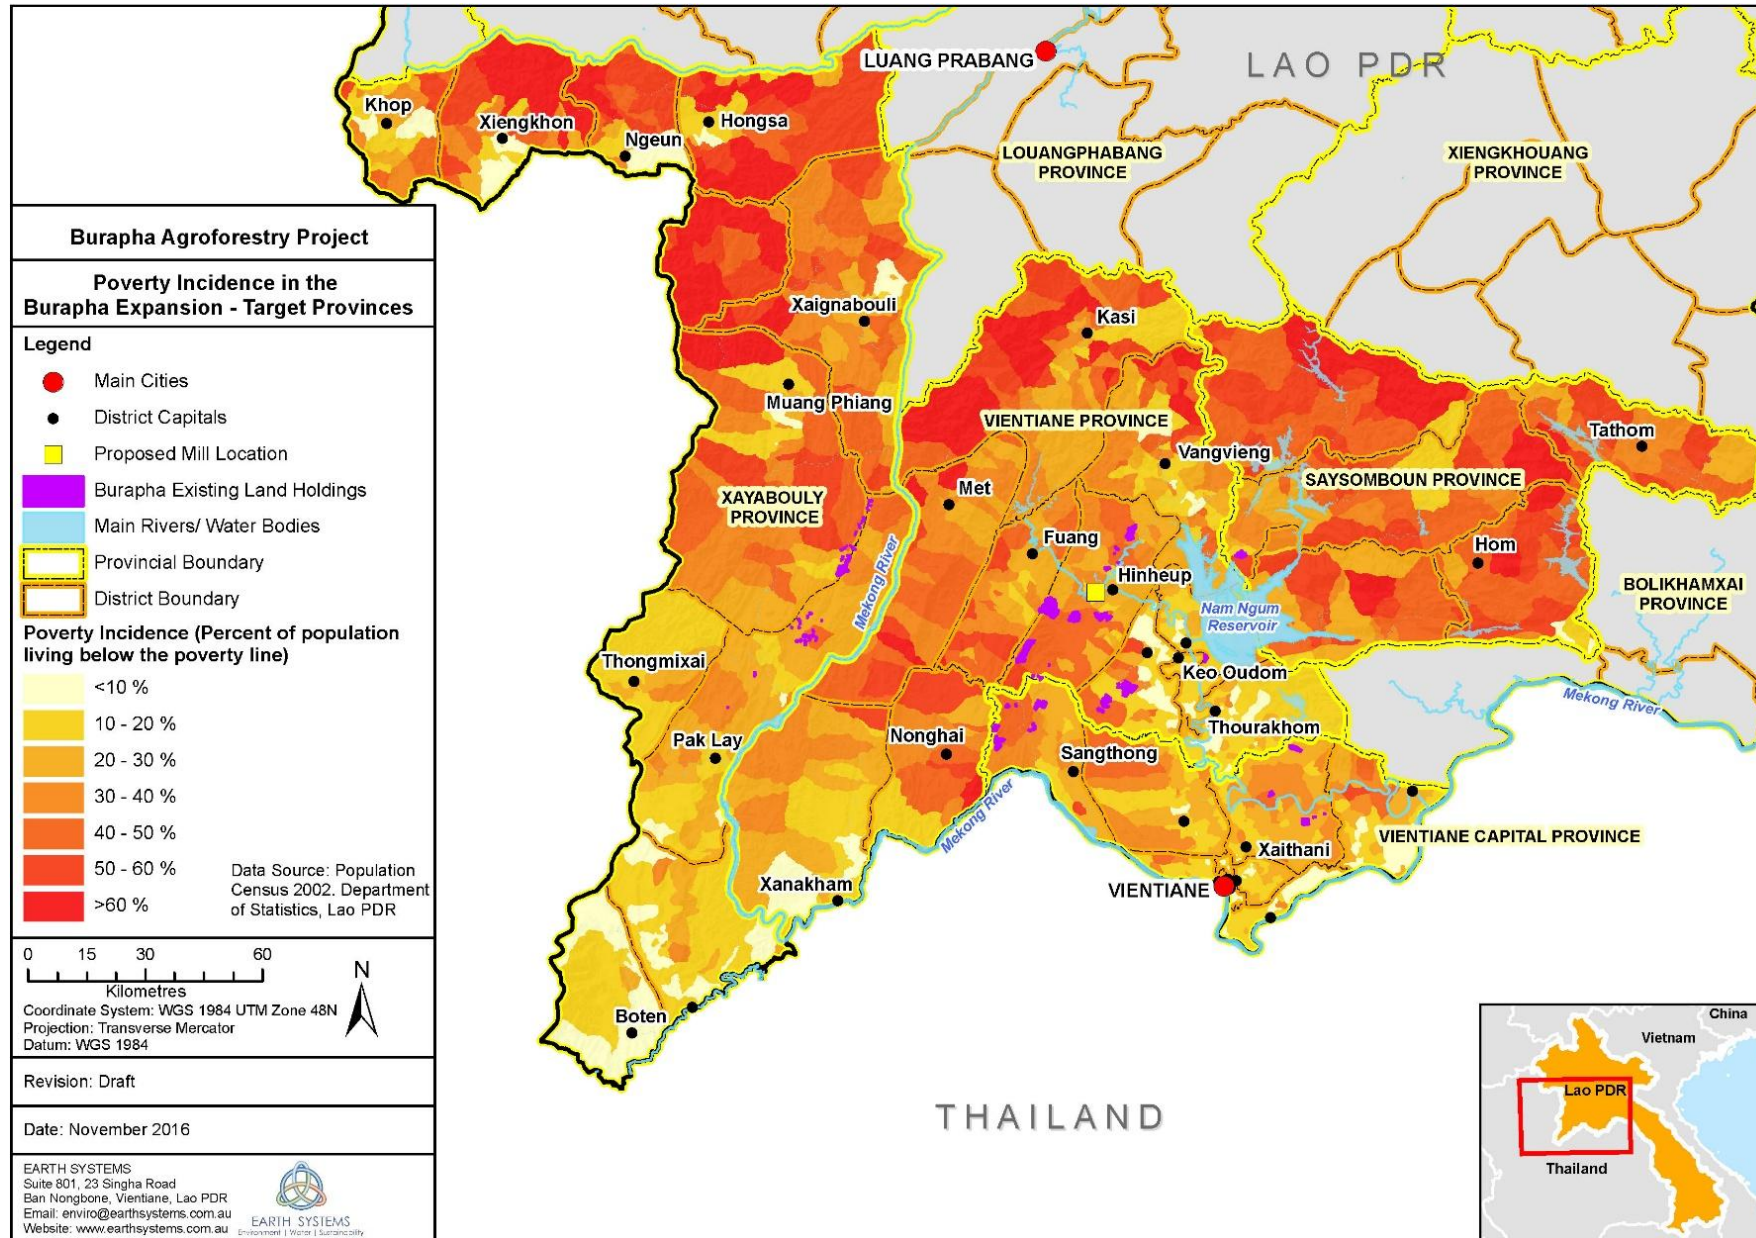 Burapha Agroforestry Project
Poverty Incidence in the
Burapha Expansion - Target Provinces
Legend
Main Cities
District Capitals
Proposed Mill Location
Burapha Existing Land Holdings
Main Rivers/ Water Bodies
Provincial Boundary
District Boundary
Poverty Incidence (Percent of population
living below the poverty line)
<10 %
10 - 20 %
20 - 30 %
30 - 40 %
40 - 50 %
50 - 60 %
>60 %
Data Source: Population
Census 2002. Department
of Statistics, Lao PDR
0 15 30 60
Kilometres
N
Coordinate System: WGS 1984 UTM Zone 48N
Projection: Transverse Mercator
Datum: WGS 1984
Revision: Draft
Date: November 2016
EARTH SYSTEMS
Suite 801, 23 Singha Road
Ban Nongbone, Vientiane, Lao PDR
Email: enviro@earthsystems.com.au
Website: www.earthsystems.com.au
EARTH SYSTEMS
Environment | Water | Sustainability
LUANG PRABANG
LAO PDR
Khop
Xiengkhon
Ngeun
Hongsa
LOUANGPHABANG
PROVINCE
XIENGKHOUANG
PROVINCE
Xaignabouli
Kasi
Muang Phiang
VIENTIANE PROVINCE
Tathom
Vangvieng
SAYSOMBOUN PROVINCE
Met
XAYABOULY
PROVINCE
Fuang
Hom
Mekong River
Hinheup
BOLIKHAMXAI
PROVINCE
Nam Ngum
Reservoir
Thongmixai
Keo Oudom
Mekong River
Thourakhom
Pak Lay
Nonghai
Sangthong
Mekong River
VIENTIANE CAPITAL PROVINCE
Xaithani
Xanakham
VIENTIANE
Boten
THAILAND
China
Vietnam
Lao PDR
Thailand